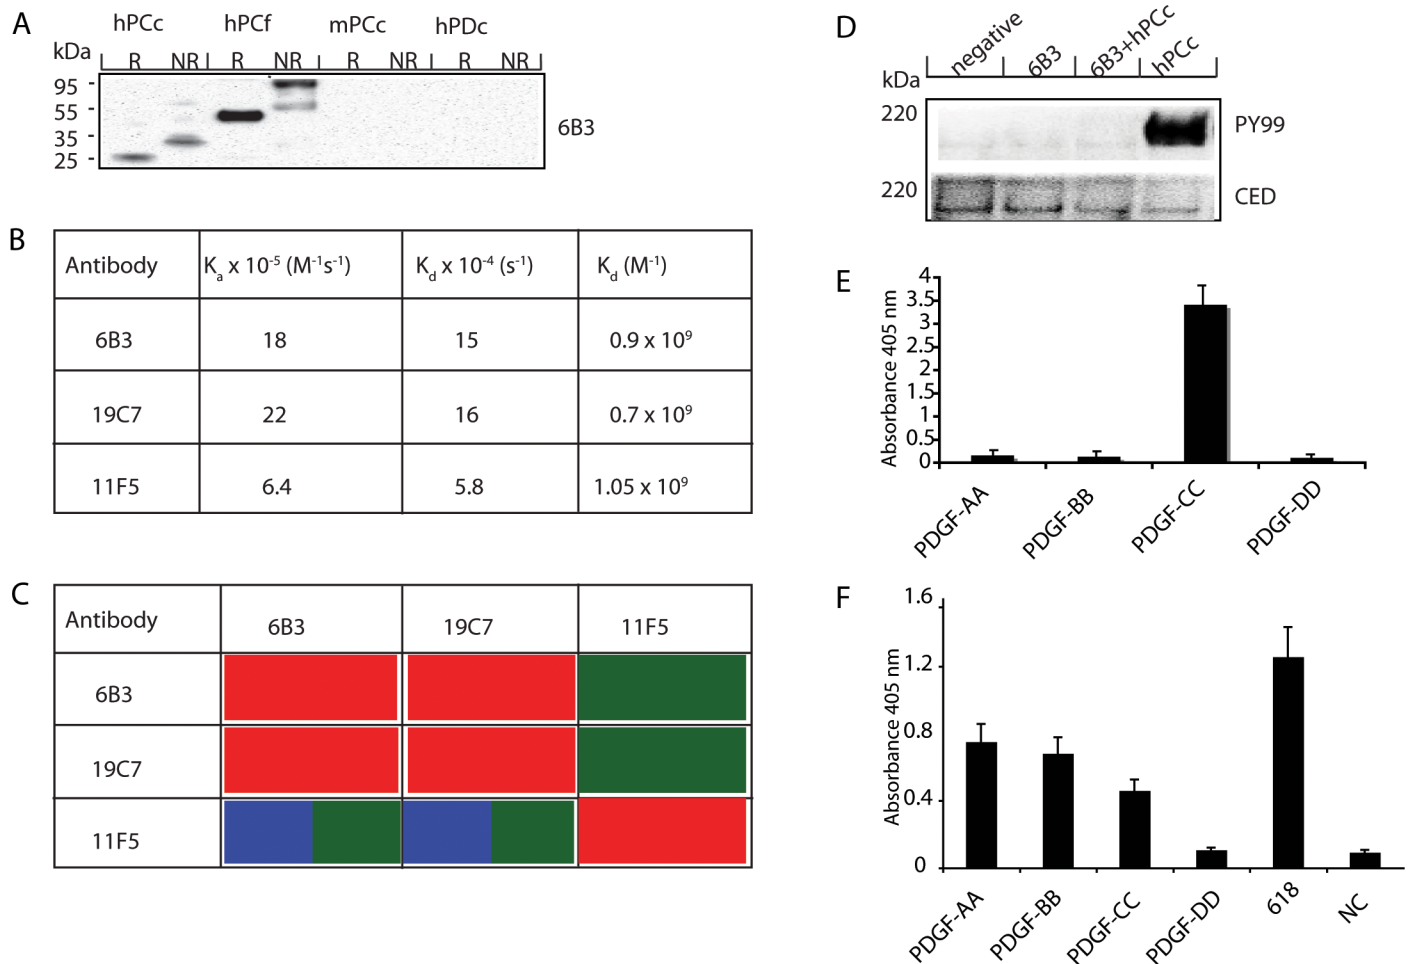 A
hPCc hPCf mPCc hPDc
kDa R NR R NR R NR R NR
95 -
55 -
35 -
25 -
6B3
B
Antibody Ka x 10-5 (M-1s-1) Kd x 10-4 (s-1) Kd (M-1)
6B3 18 15 0.9 x 10⁹
19C7 22 16 0.7 x 10⁹
11F5 6.4 5.8 1.05 x 10⁹
C
Antibody 6B3 19C7 11F5
6B3
19C7
11F5
D
negative 6B3 6B3+hPCc hPCc
kDa
220 PY99
220 CED
E
Absorbance 405 nm
4
3.5
3
2.5
2
1.5
1
0.5
0
PDGF-AA PDGF-BB PDGF-CC PDGF-DD
F
Absorbance 405 nm
1.6
1.2
0.8
0.4
0
PDGF-AA PDGF-BB PDGF-CC PDGF-DD 618 NC